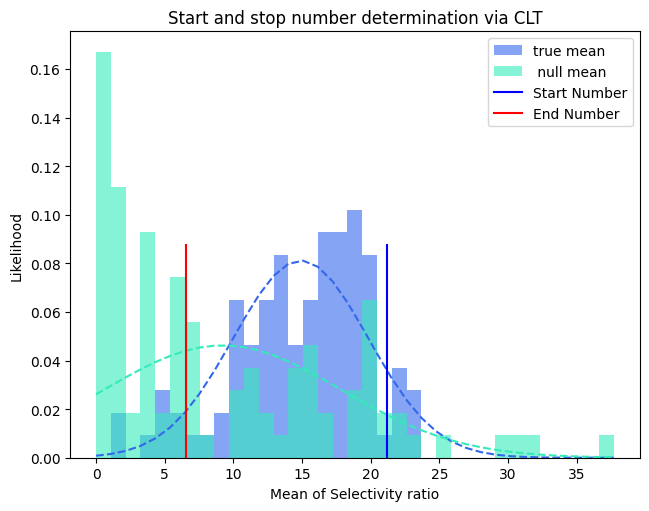 Start and stop number determination via CLT
true mean
null mean
Start Number
End Number
0.16
0.14
0.12
0.10
0.08
0.06
0.04
0.02
0.00
Likelihood
0 5 10 15 20 25 30 35
Mean of Selectivity ratio